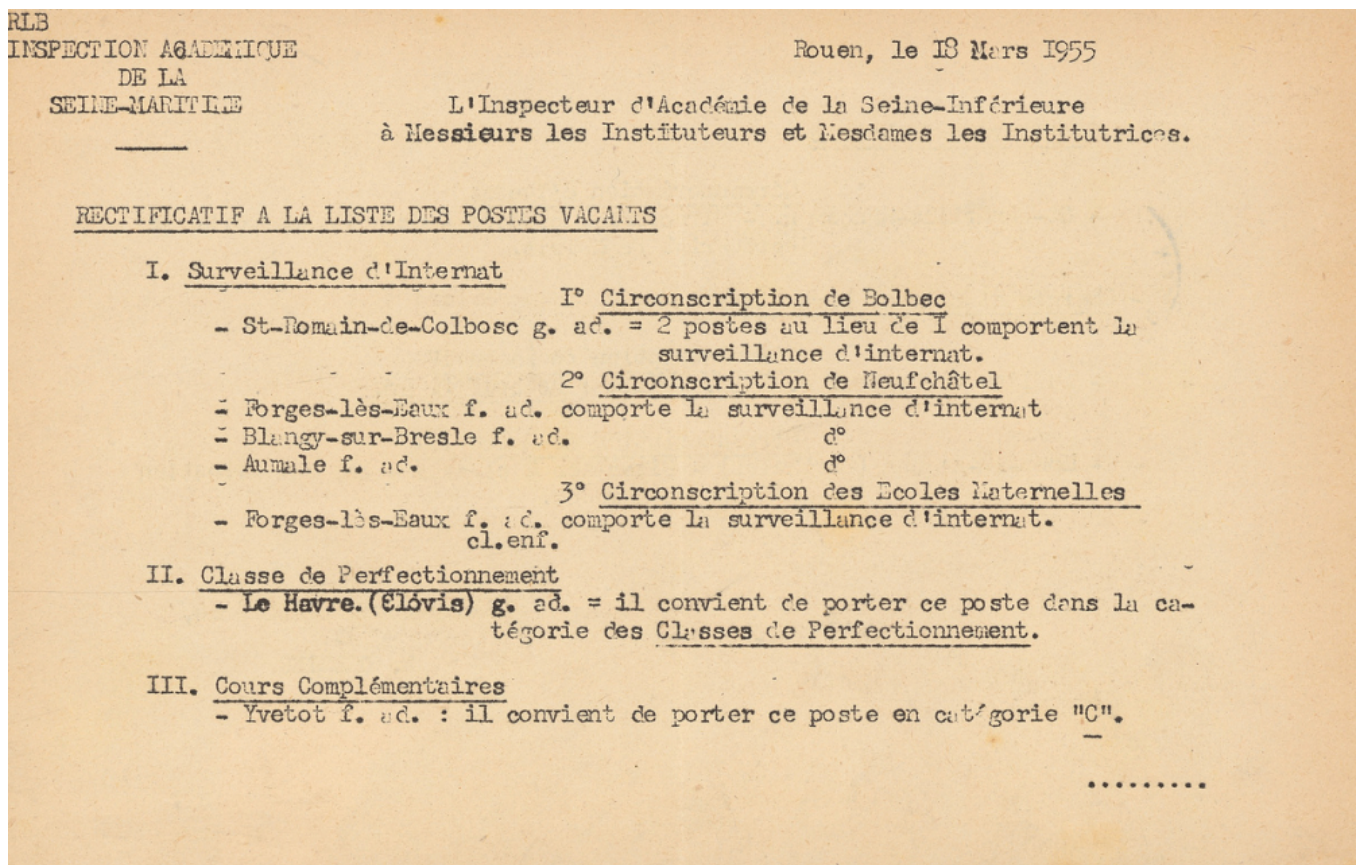 RLB
INSPECTION ACADEMIQUE
DE LA
SEINE-MARITIME
Rouen, le I8 Mars I955
L'Inspecteur d'Académie de la Seine-Inférieure
à Messieurs les Instituteurs et Mesdames les Institutrices.
RECTIFICATIF A LA LISTE DES POSTES VACANTS
I. Surveillance d'Internat
I° Circonscription de Bolbec
- St-Romain-de-Colbosc g. ad. = 2 postes au lieu de I comportent la
surveillance d'internat.
2° Circonscription de Neufchâtel
- Forges-lès-Eaux f. ad. comporte la surveillance d'internat
- Blangy-sur-Bresle f. ad. d°
- Aumale f. ad. d°
3° Circonscription des Ecoles Maternelles
- Forges-lès-Eaux f. ad. comporte la surveillance d'internat.
cl.enf.
II. Classe de Perfectionnement
- Le Havre.(Clovis) g. ad. = il convient de porter ce poste dans la ca-
tégorie des Classes de Perfectionnement.
III. Cours Complémentaires
- Yvetot f. ad. : il convient de porter ce poste en catégorie "C".
.........